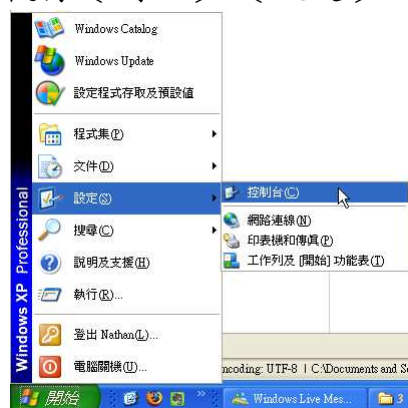 Windows Catalog
Windows Update
設定程式存取及預設值
程式集(P)
文件(D)
設定(S)
控制台(C)
網路連線(N)
印表機和傳真(P)
工作列及 [開始] 功能表(T)
搜尋(C)
說明及支援(H)
執行(R)...
登出 Nathan(L)...
電腦關機(U)...
Windows XP Professional
ncoding: UTF-8 | C:\Documents and S
開始
Windows Live Mes...
3